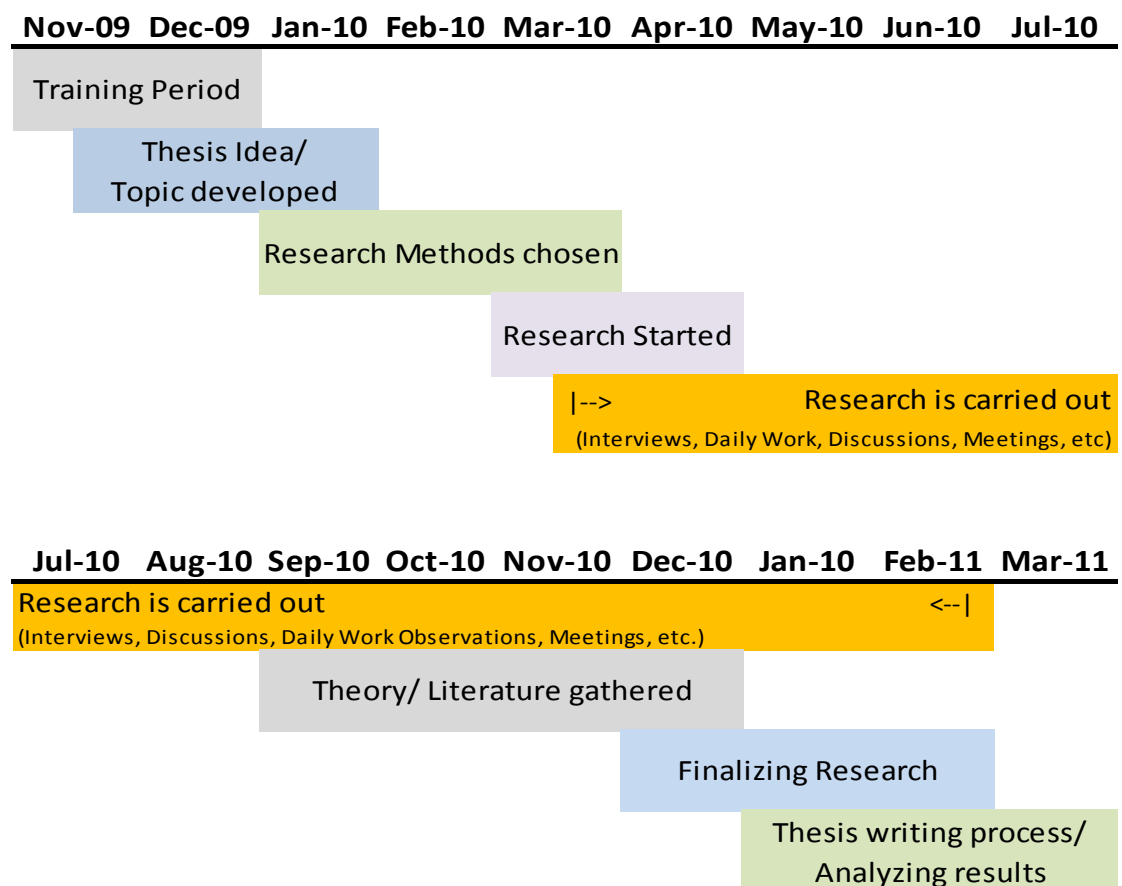 Nov-09 Dec-09 Jan-10 Feb-10 Mar-10 Apr-10 May-10 Jun-10 Jul-10
Training Period
Thesis Idea/
Topic developed
Research Methods chosen
Research Started
|--> Research is carried out
(Interviews, Daily Work, Discussions, Meetings, etc)
Jul-10 Aug-10 Sep-10 Oct-10 Nov-10 Dec-10 Jan-10 Feb-11 Mar-11
Research is carried out <--|
(Interviews, Discussions, Daily Work Observations, Meetings, etc.)
Theory/ Literature gathered
Finalizing Research
Thesis writing process/
Analyzing results